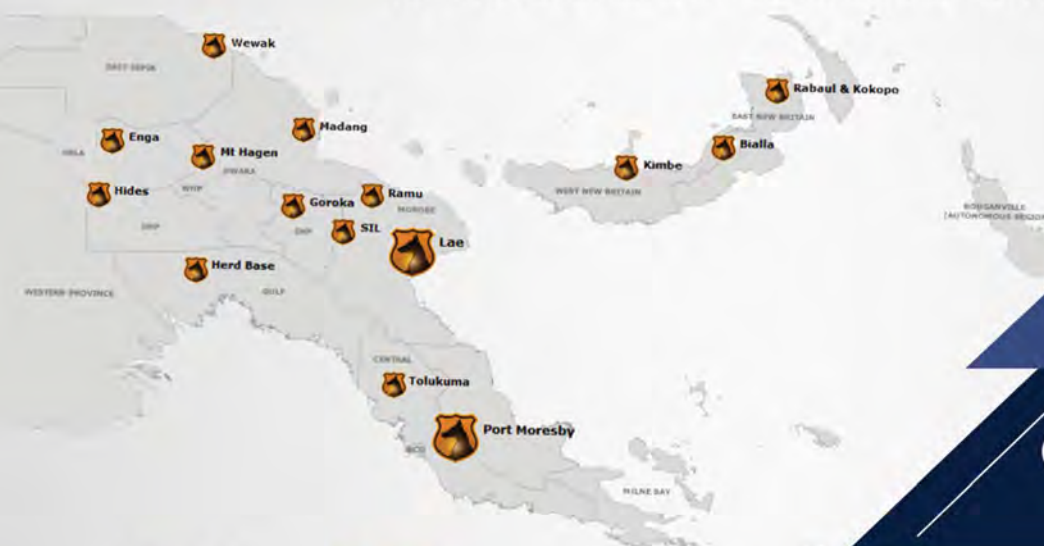 Wewak
EAST SEPIK
Rabaul & Kokopo
EAST NEW BRITAIN
Madang
Enga
Bialla
Mt Hagen
HELA
Kimbe
JIWAKA
Hides
WHP
WEST NEW BRITAIN
Ramu
Goroka
MOROBE
BOUGANVILLE
(AUTONOMOUS REGION
SHP
EHP
SIL
Lae
Herd Base
WESTERN PROVINCE
GULF
CENTRAL
Tolukuma
Port Moresby
NCD
MILNE BAY